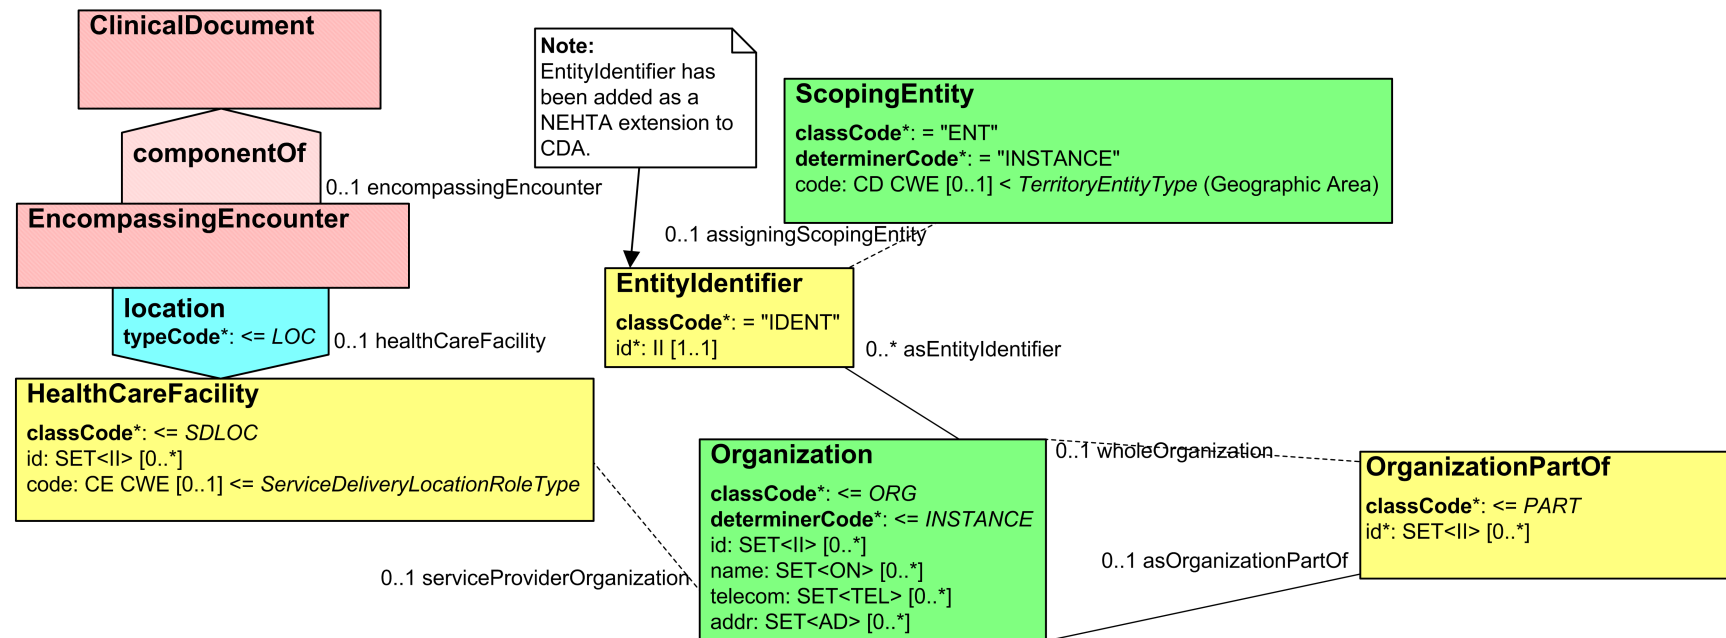 ClinicalDocument
componentOf
0..1 encompassingEncounter
EncompassingEncounter
location
typeCode*: <= LOC
0..1 healthCareFacility
HealthCareFacility
classCode*: <= SDLOC
id: SET<II> [0..*]
code: CE CWE [0..1] <= ServiceDeliveryLocationRoleType
0..1 serviceProviderOrganization
Note:
EntityIdentifier has
been added as a
NEHTA extension to
CDA.
ScopingEntity
classCode*: = "ENT"
determinerCode*: = "INSTANCE"
code: CD CWE [0..1] < TerritoryEntityType (Geographic Area)
0..1 assigningScopingEntity
EntityIdentifier
classCode*: = "IDENT"
id*: II [1..1]
0..* asEntityIdentifier
Organization
classCode*: <= ORG
determinerCode*: <= INSTANCE
id: SET<II> [0..*]
name: SET<ON> [0..*]
telecom: SET<TEL> [0..*]
addr: SET<AD> [0..*]
0..1 wholeOrganization
OrganizationPartOf
classCode*: <= PART
id*: SET<II> [0..*]
0..1 asOrganizationPartOf